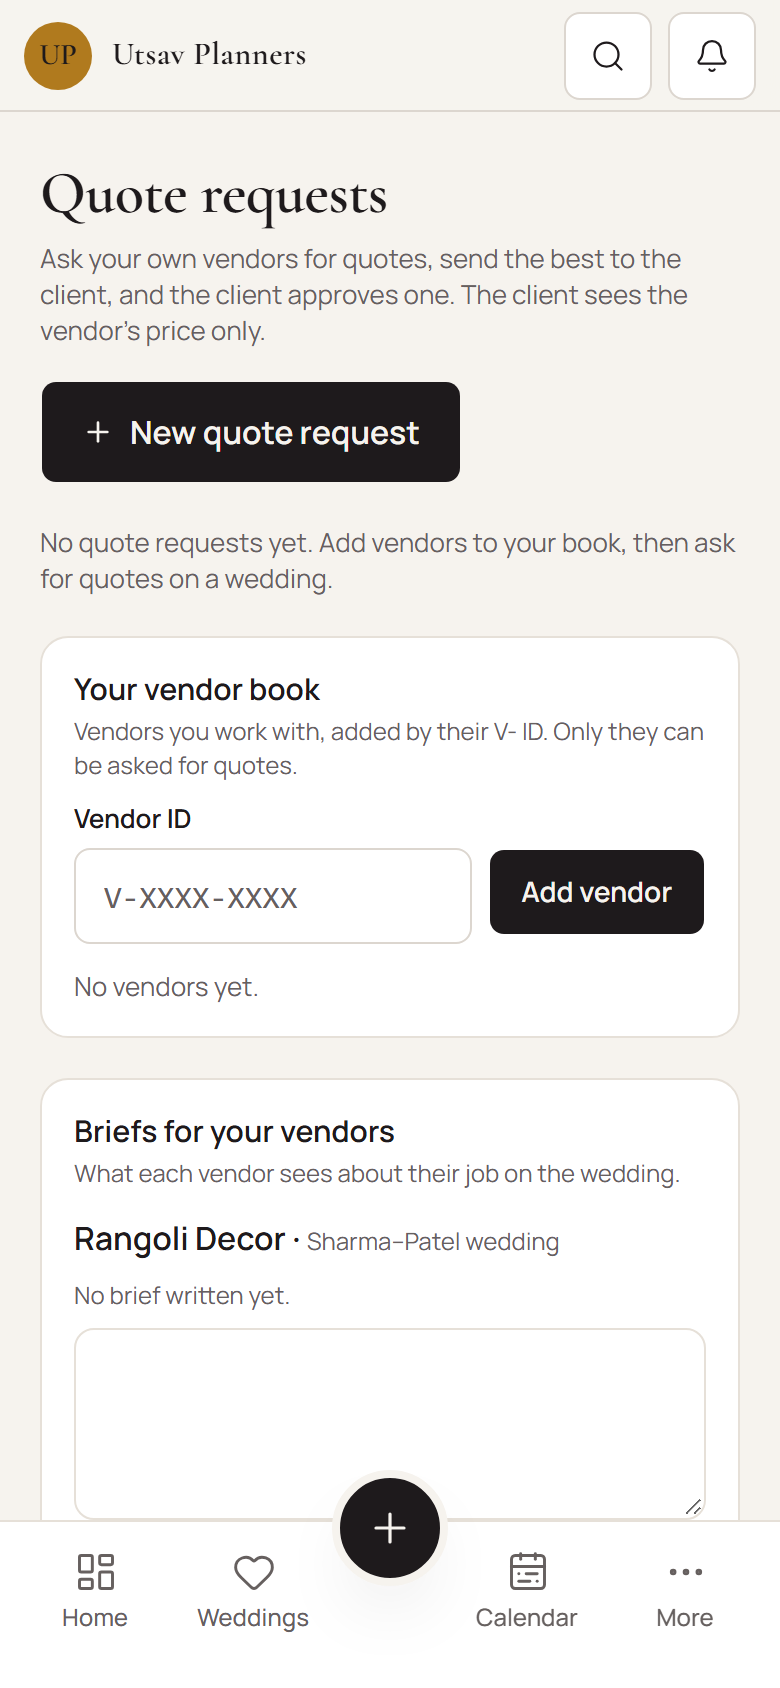 UP Utsav Planners
Quote requests
Ask your own vendors for quotes, send the best to the
client, and the client approves one. The client sees the
vendor’s price only.
+ New quote request
No quote requests yet. Add vendors to your book, then ask
for quotes on a wedding.
Your vendor book
Vendors you work with, added by their V- ID. Only they can
be asked for quotes.
Vendor ID
V-XXXX-XXXX
Add vendor
No vendors yet.
Briefs for your vendors
What each vendor sees about their job on the wedding.
Rangoli Decor · Sharma–Patel wedding
No brief written yet.
Home Weddings Calendar More